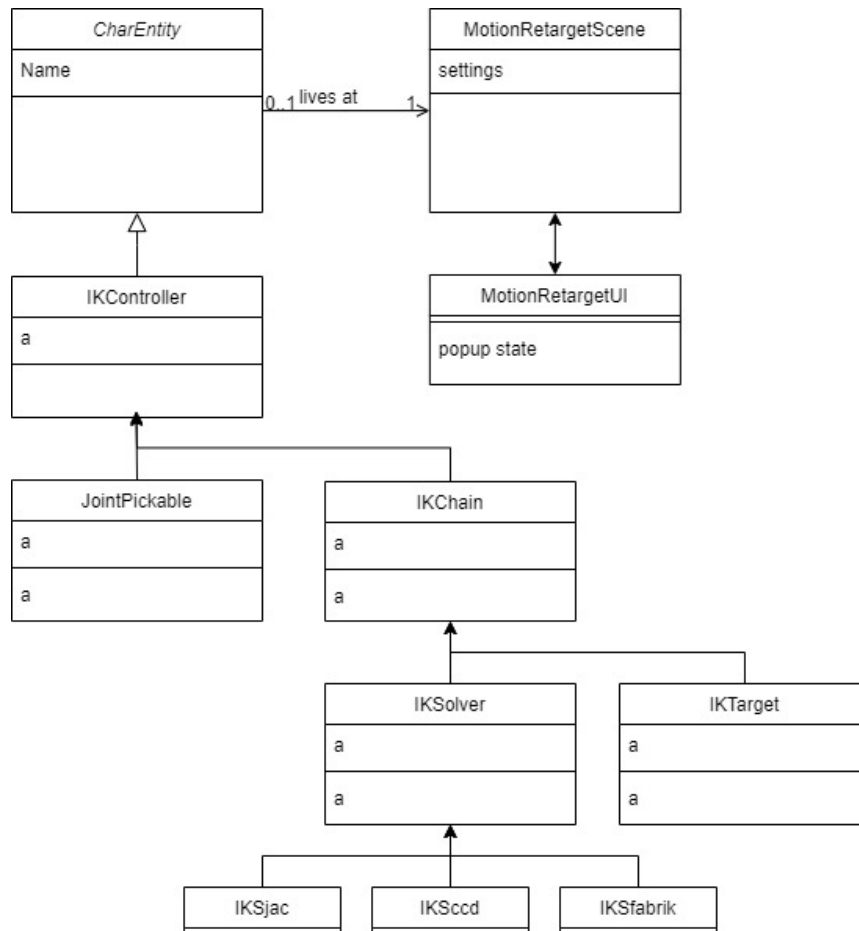 CharEntity
Name
0..1 lives at 1
MotionRetargetScene
settings
MotionRetargetUI
popup state
IKController
a
JointPickable
a
a
IKChain
a
a
IKSolver
a
a
IKTarget
a
a
IKSjac
IKSccd
IKSfabrik